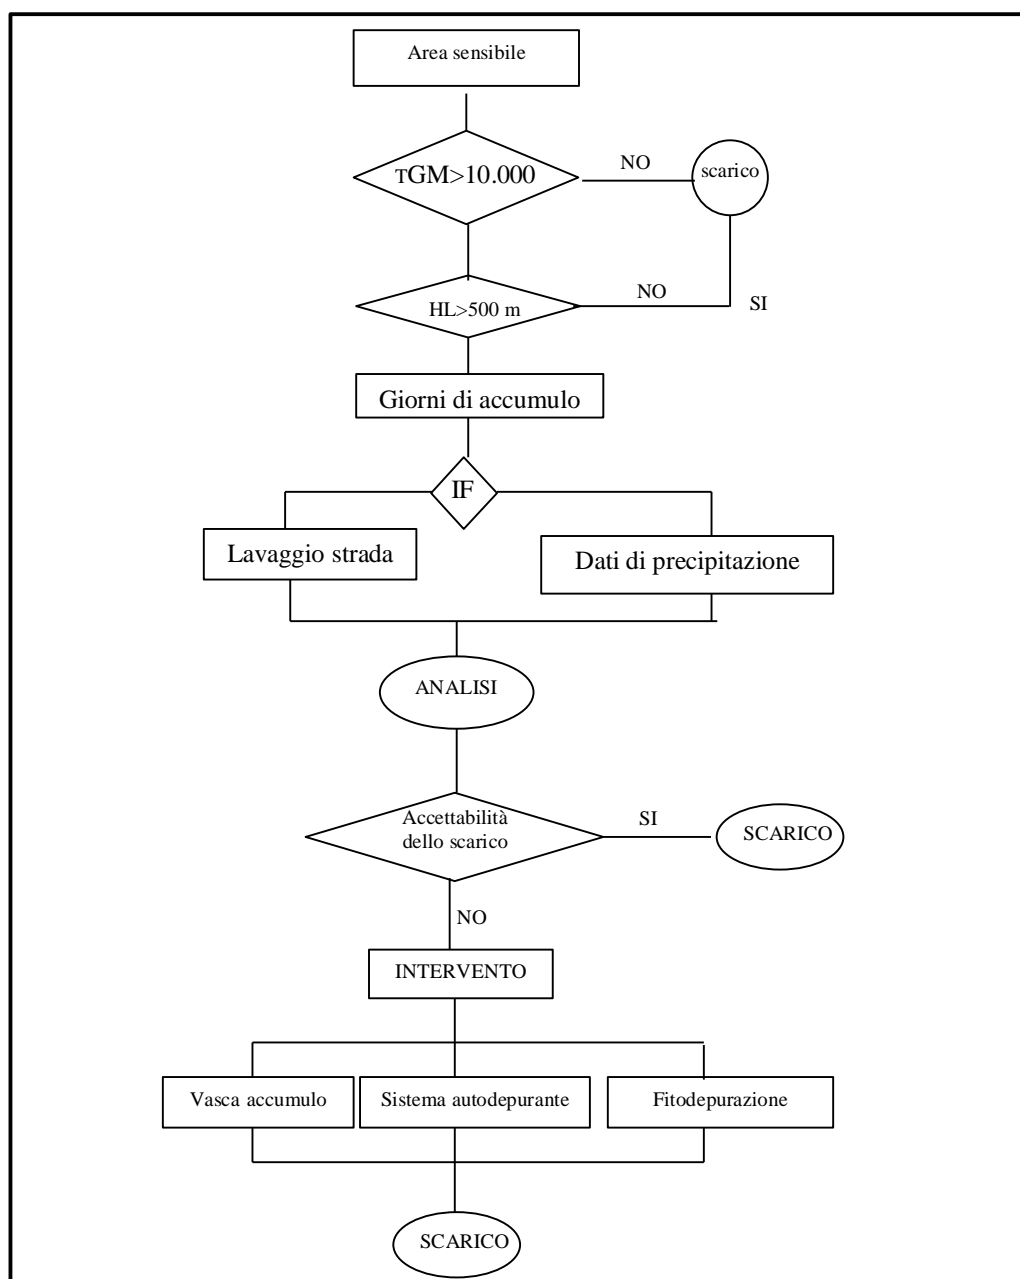 Area sensibile
TGM>10.000
NO
scarico
HL>500 m
NO
SI
Giorni di accumulo
IF
Lavaggio strada
Dati di precipitazione
ANALISI
Accettabilità
dello scarico
SI
SCARICO
NO
INTERVENTO
Vasca accumulo
Sistema autodepurante
Fitodepurazione
SCARICO